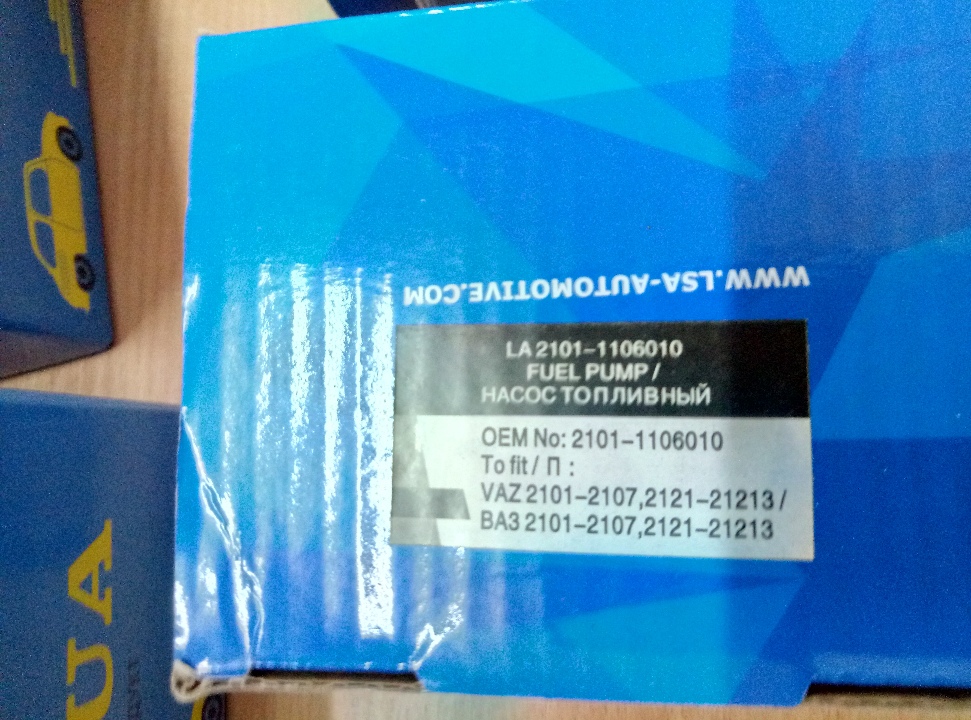 WWW.LSA-AUTOMOTIVE.COM
LA 2101-1106010
FUEL PUMP /
НАСОС ТОПЛИВНЫЙ
OEM No: 2101-1106010
To fit / П :
VAZ 2101-2107,2121-21213 /
ВАЗ 2101-2107,2121-21213
UA